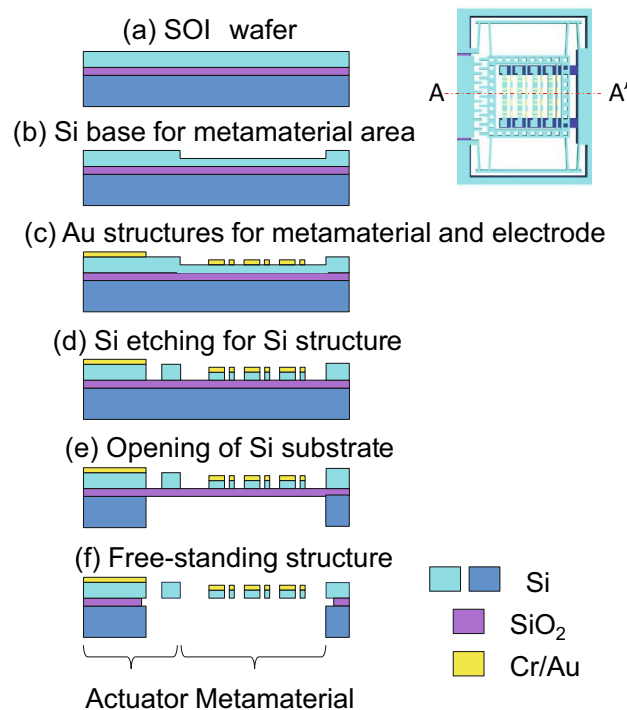 (a) SOI wafer
A A'
(b) Si base for metamaterial area
(c) Au structures for metamaterial and electrode
(d) Si etching for Si structure
(e) Opening of Si substrate
(f) Free-standing structure
Si
SiO₂
Cr/Au
Actuator Metamaterial